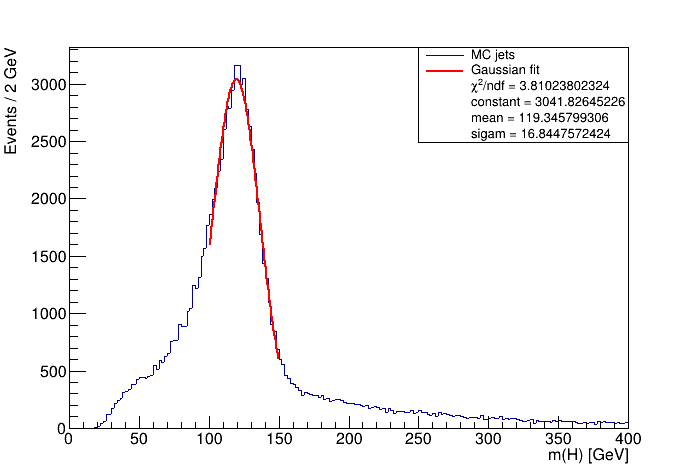 Events / 2 GeV
3000
2500
2000
1500
1000
500
0
0 50 100 150 200 250 300 350 400
m(H) [GeV]
MC jets
Gaussian fit
χ²/ndf = 3.81023802324
constant = 3041.82645226
mean = 119.345799306
sigam = 16.8447572424